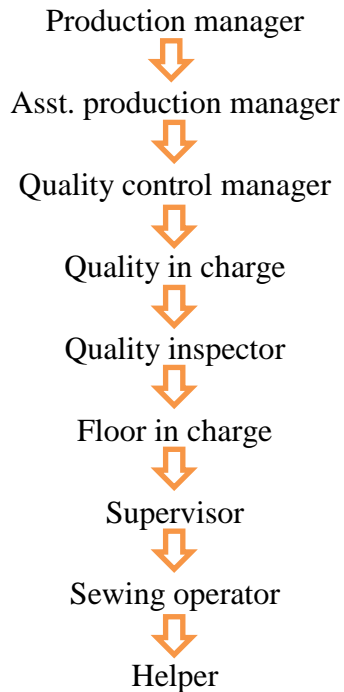 Production manager
Asst. production manager
Quality control manager
Quality in charge
Quality inspector
Floor in charge
Supervisor
Sewing operator
Helper